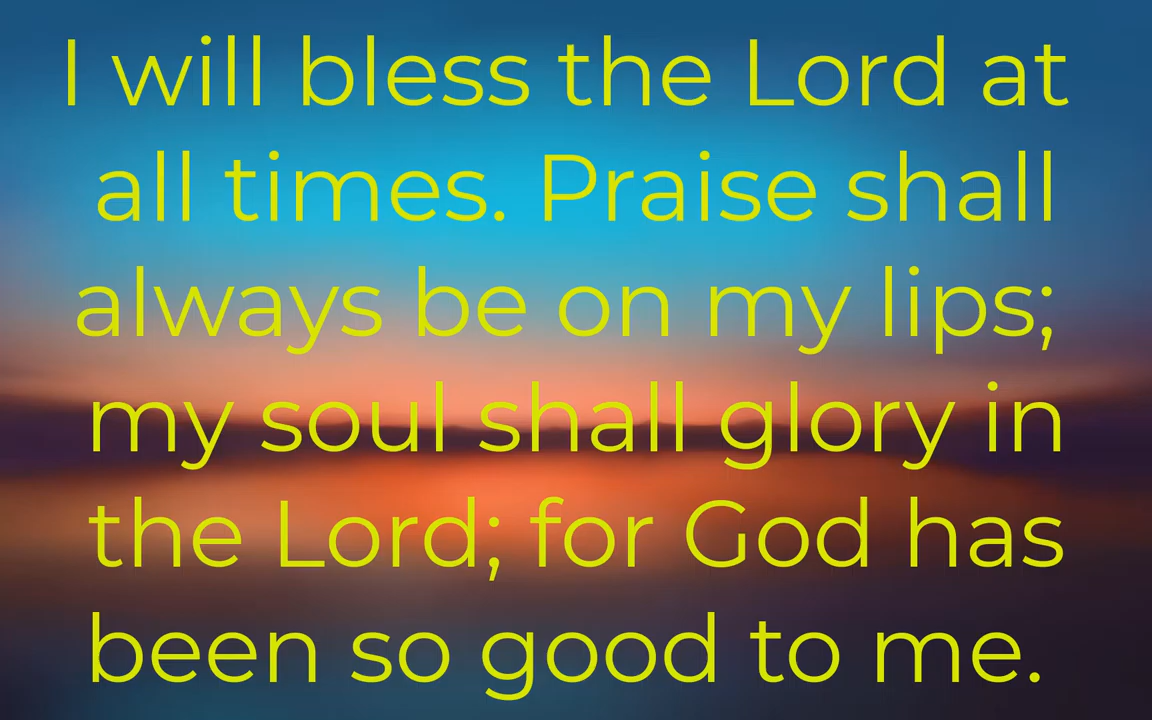 I will bless the Lord at
all times. Praise shall
always be on my lips;
my soul shall glory in
the Lord; for God has
been so good to me.